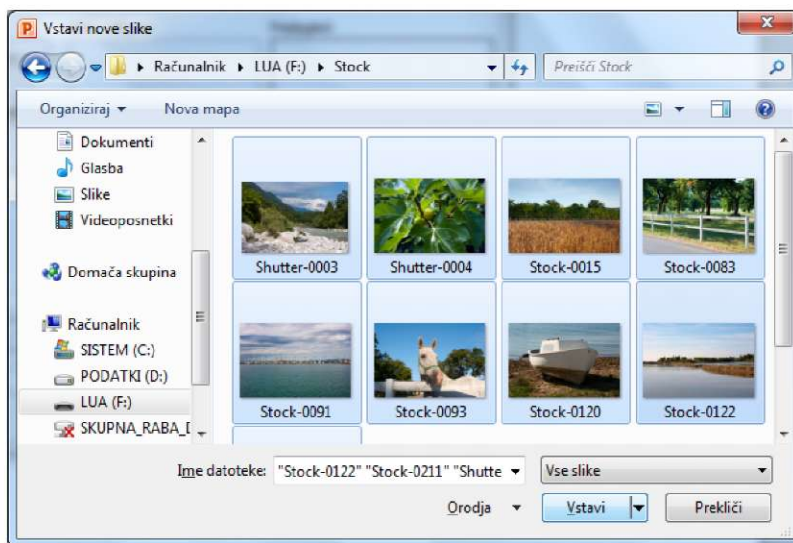 Vstavi nove slike
Računalnik LUA (F:) Stock
Preišči Stock
Organiziraj Nova mapa
Dokumenti
Glasba
Slike
Videoposnetki
Domača skupina
Računalnik
SISTEM (C:)
PODATKI (D:)
LUA (F:)
SKUPNA_RABA_D
Shutter-0003 Shutter-0004 Stock-0015 Stock-0083
Stock-0091 Stock-0093 Stock-0120 Stock-0122
Ime datoteke: "Stock-0122" "Stock-0211" "Shutte Vse slike
Orodja Vstavi Prekliči